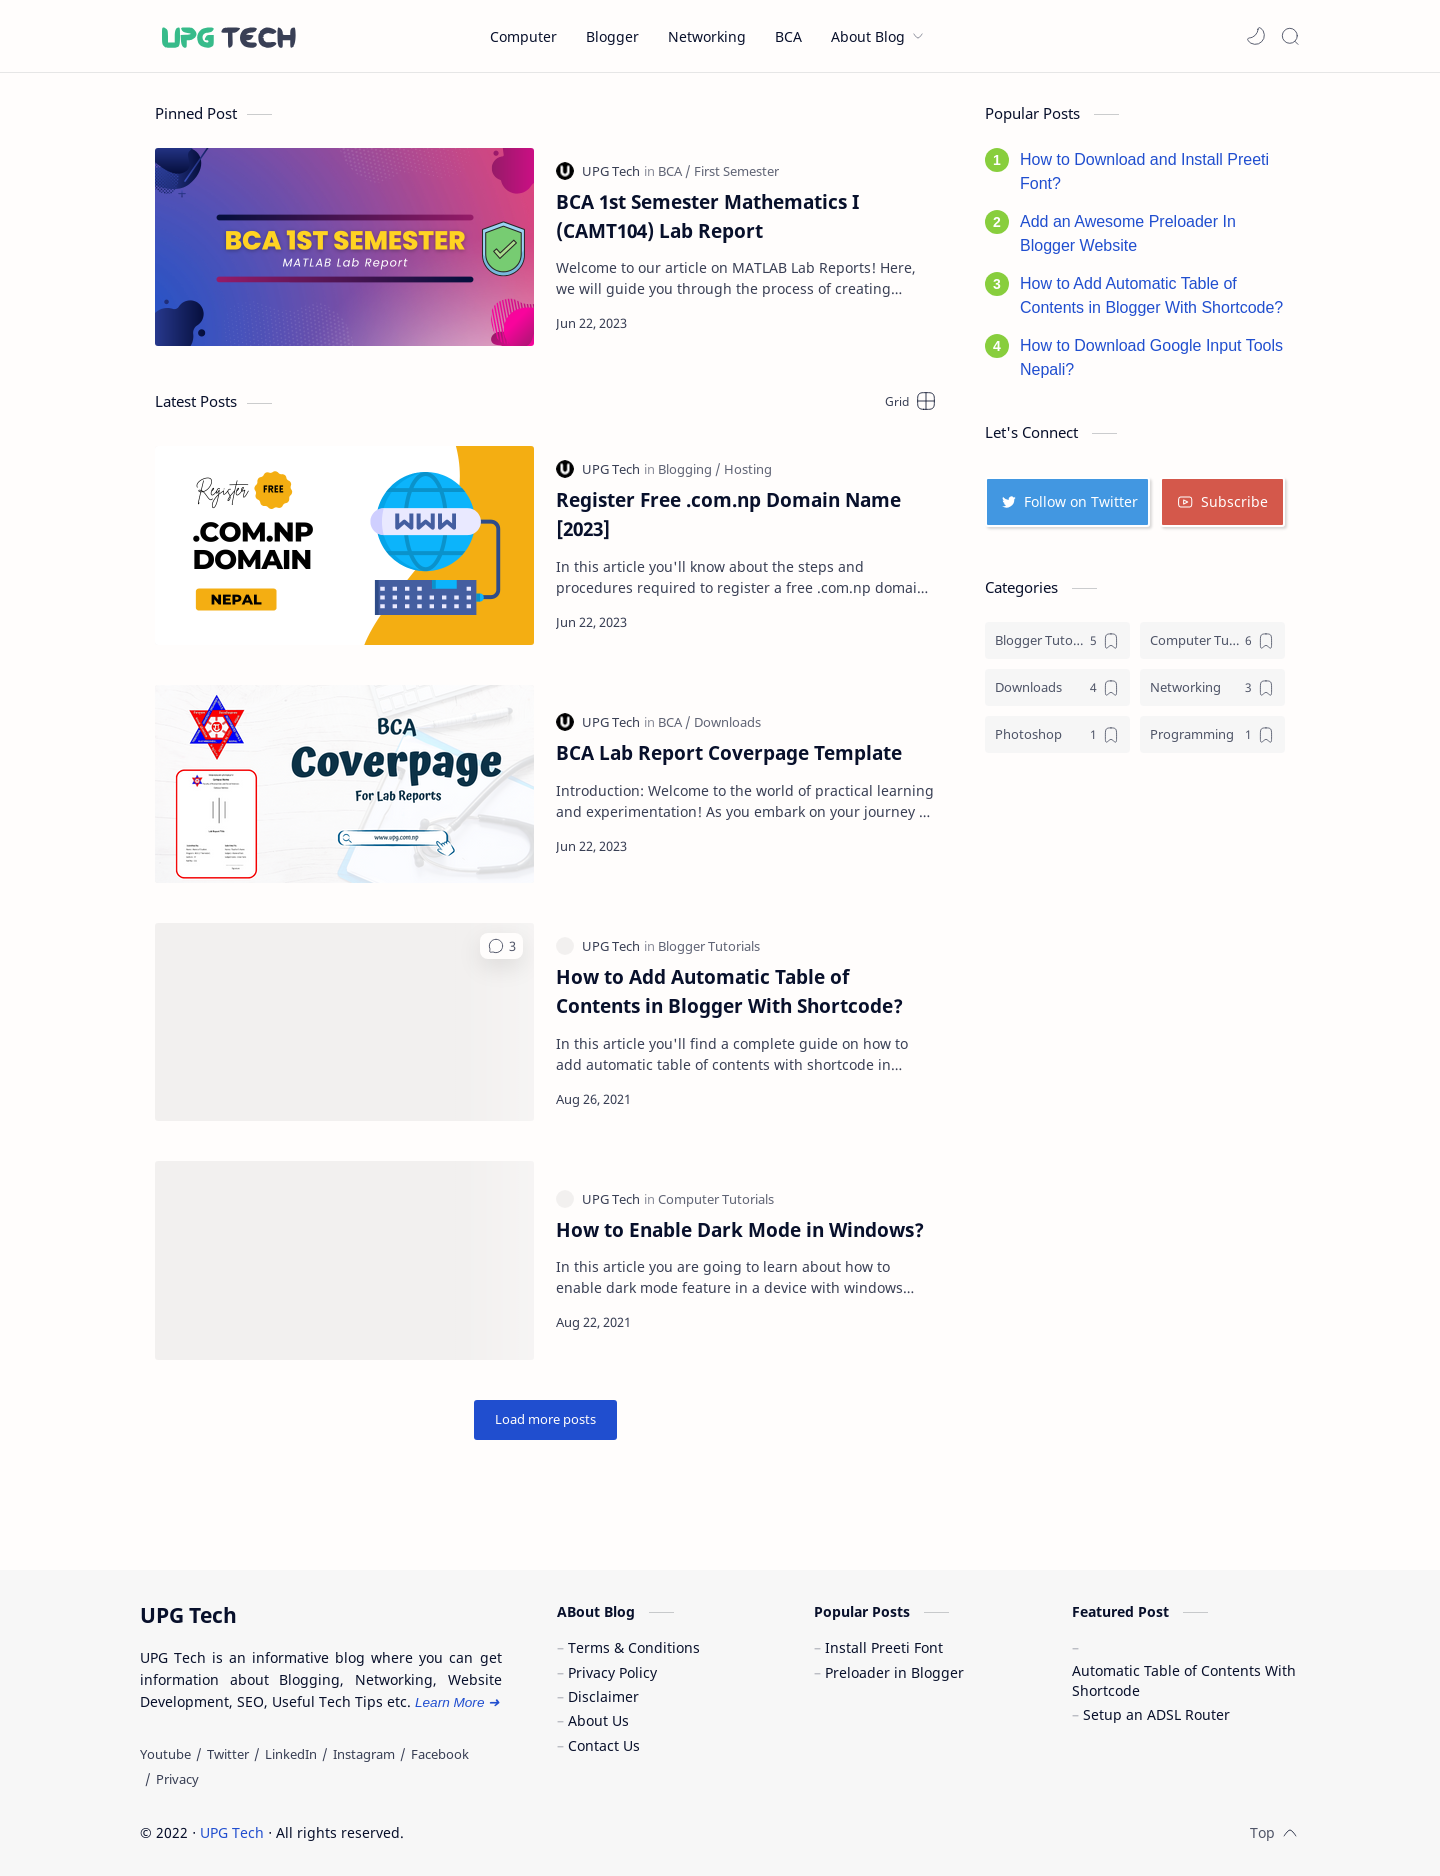 UPG TECH
Computer
Blogger
Networking
BCA
About Blog
Pinned Post
BCA 1ST SEMESTER
MATLAB Lab Report
UPG Tech in BCA / First Semester
BCA 1st Semester Mathematics I
(CAMT104) Lab Report
Welcome to our article on MATLAB Lab Reports! Here,
we will guide you through the process of creating...
Jun 22, 2023
Latest Posts
Grid
Register FREE
.COM.NP
DOMAIN
NEPAL
WWW
UPG Tech in Blogging / Hosting
Register Free .com.np Domain Name
[2023]
In this article you'll know about the steps and
procedures required to register a free .com.np domai...
Jun 22, 2023
BCA
Coverpage
For Lab Reports
www.upg.com.np
UPG Tech in BCA / Downloads
BCA Lab Report Coverpage Template
Introduction: Welcome to the world of practical learning
and experimentation! As you embark on your journey ...
Jun 22, 2023
3
UPG Tech in Blogger Tutorials
How to Add Automatic Table of
Contents in Blogger With Shortcode?
In this article you'll find a complete guide on how to
add automatic table of contents with shortcode in...
Aug 26, 2021
UPG Tech in Computer Tutorials
How to Enable Dark Mode in Windows?
In this article you are going to learn about how to
enable dark mode feature in a device with windows...
Aug 22, 2021
Load more posts
Popular Posts
1 How to Download and Install Preeti
Font?
2 Add an Awesome Preloader In
Blogger Website
3 How to Add Automatic Table of
Contents in Blogger With Shortcode?
4 How to Download Google Input Tools
Nepali?
Let's Connect
Follow on Twitter
Subscribe
Categories
Blogger Tuto... 5
Computer Tu... 6
Downloads 4
Networking 3
Photoshop 1
Programming 1
UPG Tech
UPG Tech is an informative blog where you can get
information about Blogging, Networking, Website
Development, SEO, Useful Tech Tips etc. Learn More ➜
Youtube / Twitter / LinkedIn / Instagram / Facebook
/ Privacy
ABout Blog
– Terms & Conditions
– Privacy Policy
– Disclaimer
– About Us
– Contact Us
Popular Posts
– Install Preeti Font
– Preloader in Blogger
Featured Post
–
Automatic Table of Contents With
Shortcode
– Setup an ADSL Router
© 2022 · UPG Tech · All rights reserved.
Top